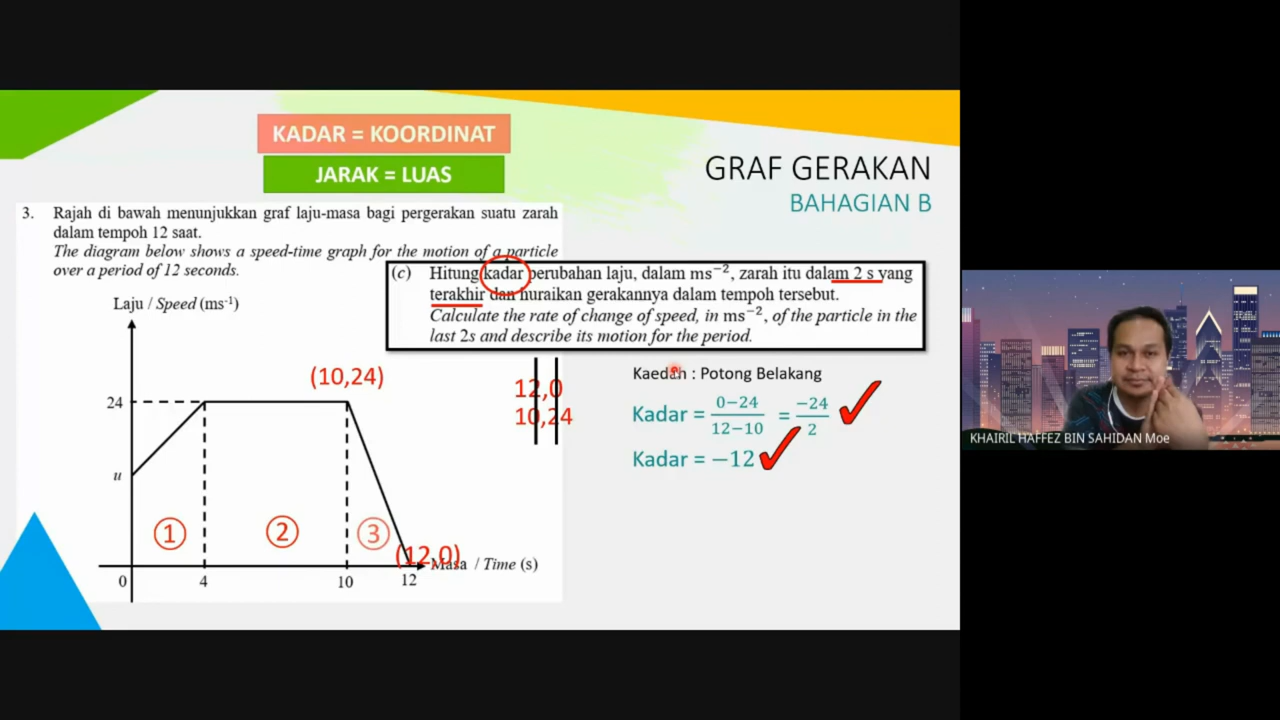 KADAR = KOORDINAT
JARAK = LUAS
GRAF GERAKAN
BAHAGIAN B
3. Rajah di bawah menunjukkan graf laju-masa bagi pergerakan suatu zarah
dalam tempoh 12 saat.
The diagram below shows a speed-time graph for the motion of a particle
over a period of 12 seconds.
(c) Hitung kadar perubahan laju, dalam ms⁻², zarah itu dalam 2 s yang
terakhir dan huraikan gerakannya dalam tempoh tersebut.
Calculate the rate of change of speed, in ms⁻², of the particle in the
last 2s and describe its motion for the period.
Laju / Speed (ms⁻¹)
(10,24)
24
u
① ② ③
(12,0)
Masa / Time (s)
0 4 10 12
12,0
10,24
Kaedah : Potong Belakang
Kadar = 0−24/12−10 = −24/2
Kadar = −12
KHAIRIL HAFFEZ BIN SAHIDAN Moe